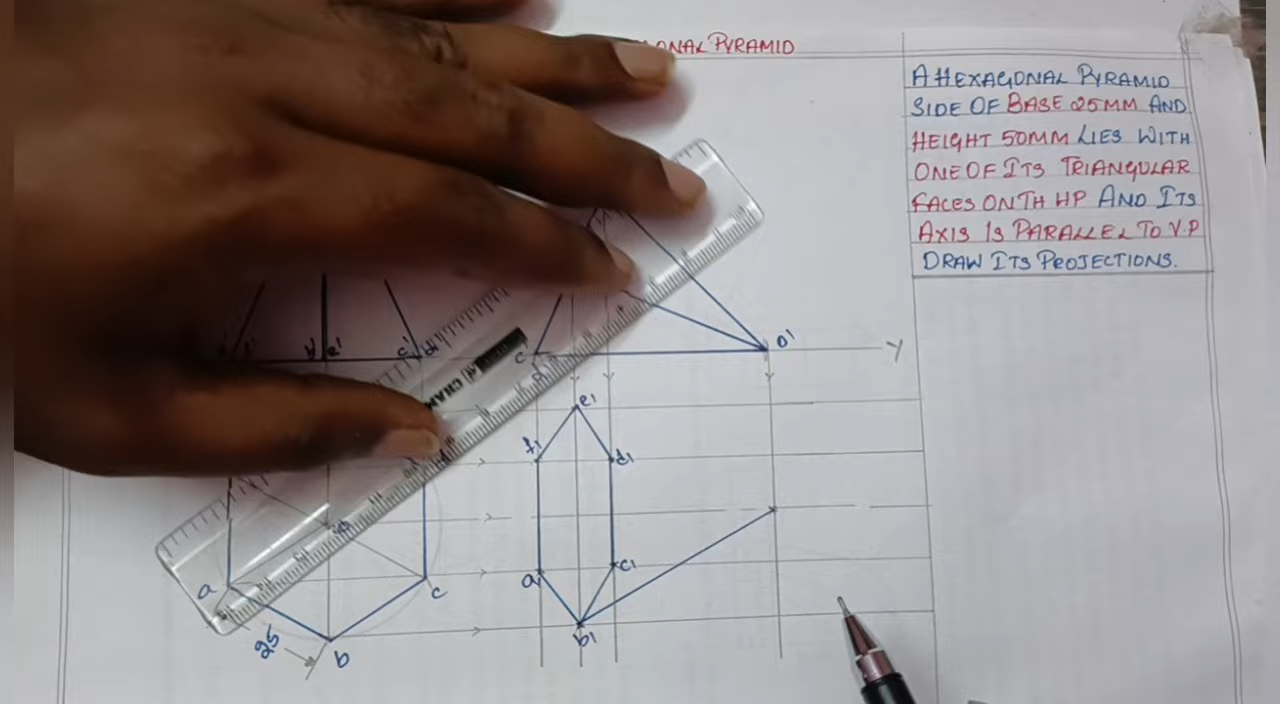 PYRAMID
A HEXAGONAL PYRAMID
SIDE OF BASE 25MM AND
HEIGHT 50MM LIES WITH
ONE OF ITS TRIANGULAR
FACES ON TH HP AND ITS
AXIS IS PARALLEL TO V.P
DRAW ITS PROJECTIONS.
o'
Y
e'
c'
e1
f1
d1
a
c
a1
c1
25
b
b1